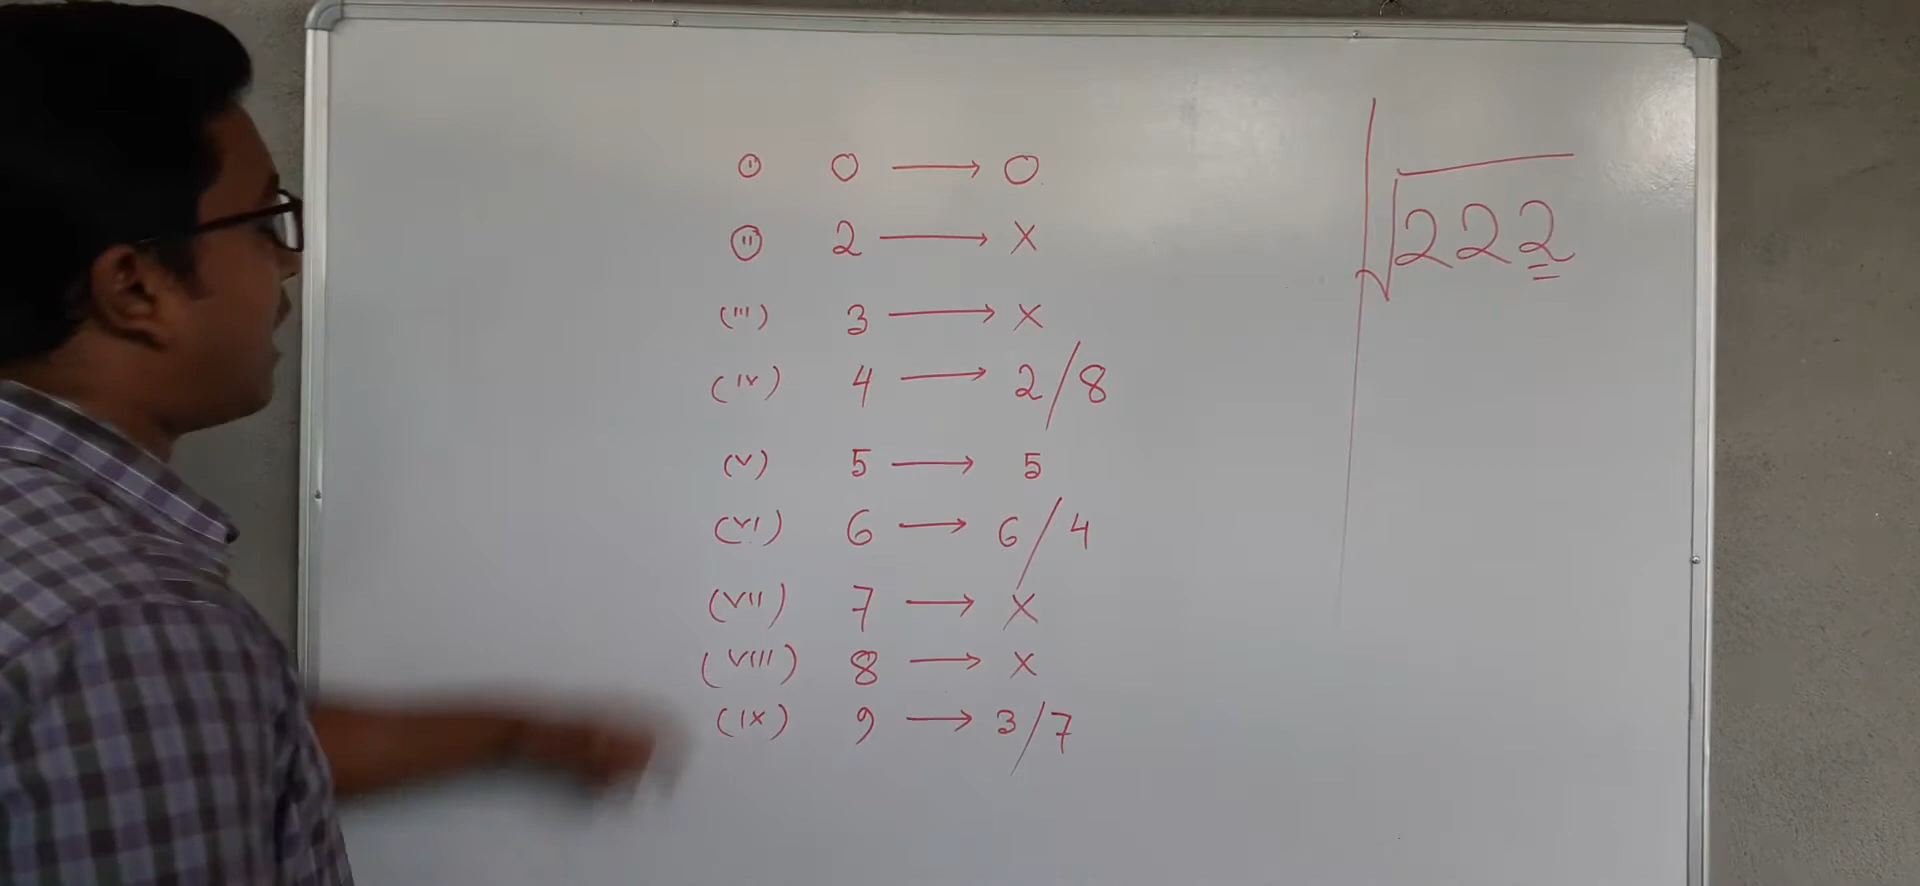 (i) 0 → 0
(ii) 2 → X
(iii) 3 → X
(iv) 4 → 2/8
(v) 5 → 5
(vi) 6 → 6/4
(vii) 7 → X
(viii) 8 → X
(ix) 9 → 3/7
√222